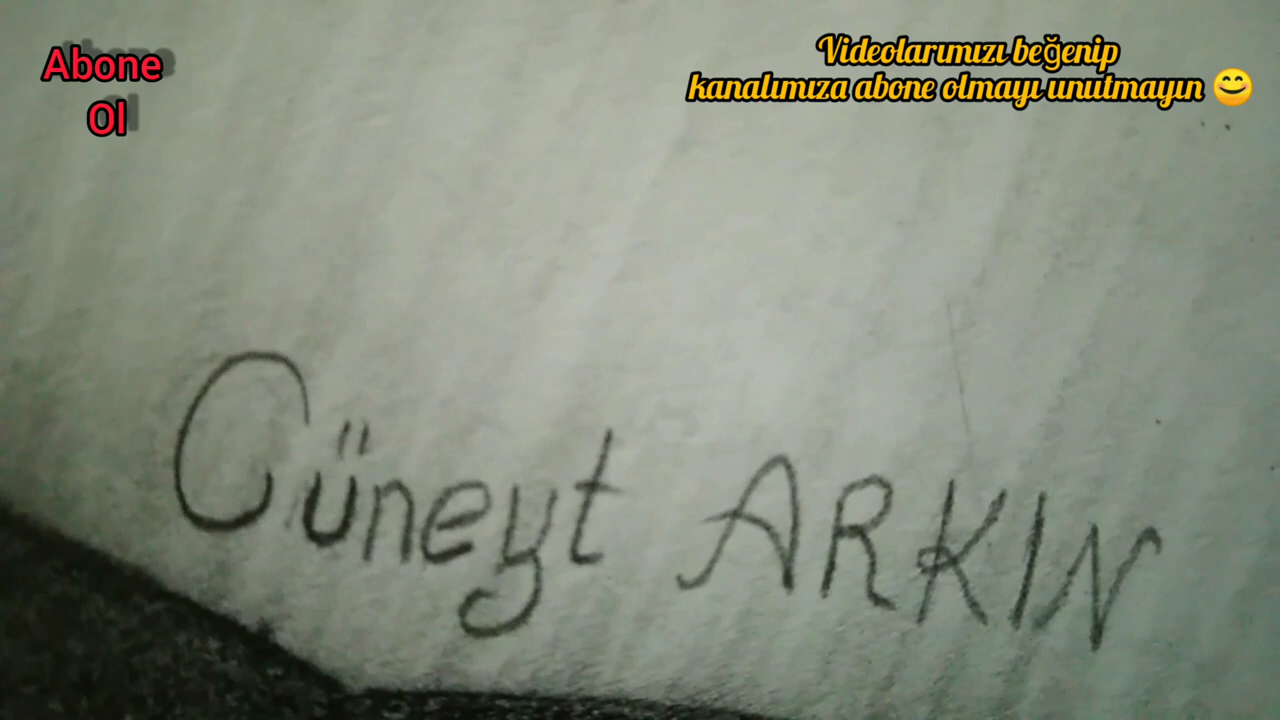 Abone
Ol
Videolarımızı beğenip
kanalımıza abone olmayı unutmayın 😊
Cüneyt ARKIN